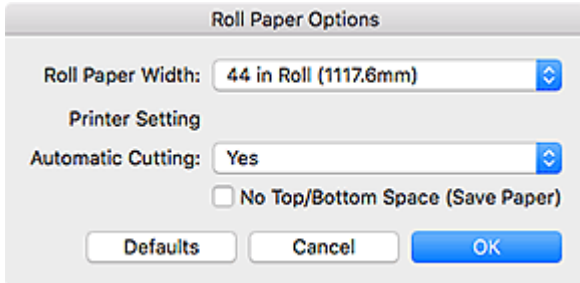 Roll Paper Options
Roll Paper Width: 44 in Roll (1117.6mm)
Printer Setting
Automatic Cutting: Yes
No Top/Bottom Space (Save Paper)
Defaults Cancel OK